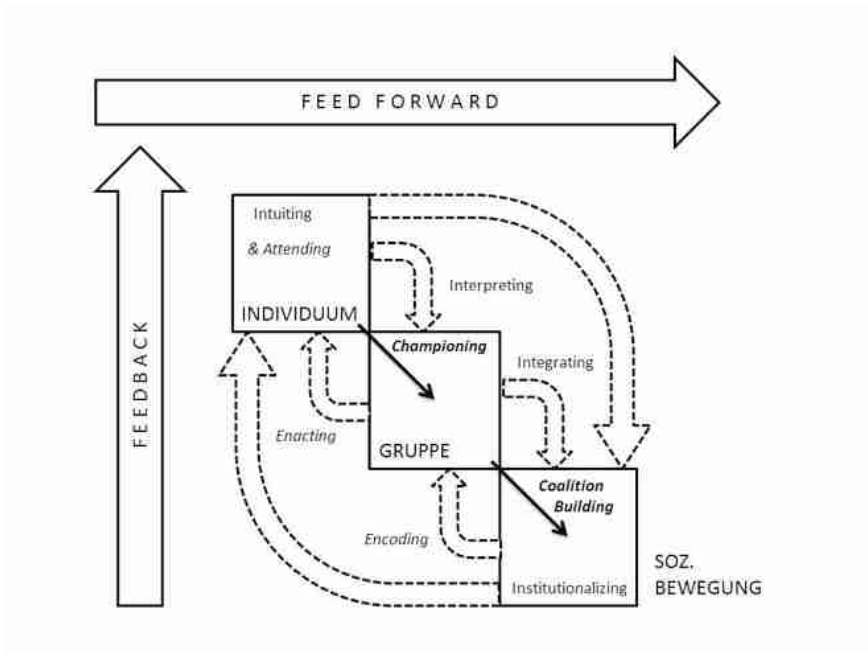 FEED FORWARD
FEEDBACK
Intuiting
& Attending
INDIVIDUUM
Interpreting
Championing
Integrating
Enacting
GRUPPE
Coalition
Building
Encoding
Institutionalizing
SOZ.
BEWEGUNG